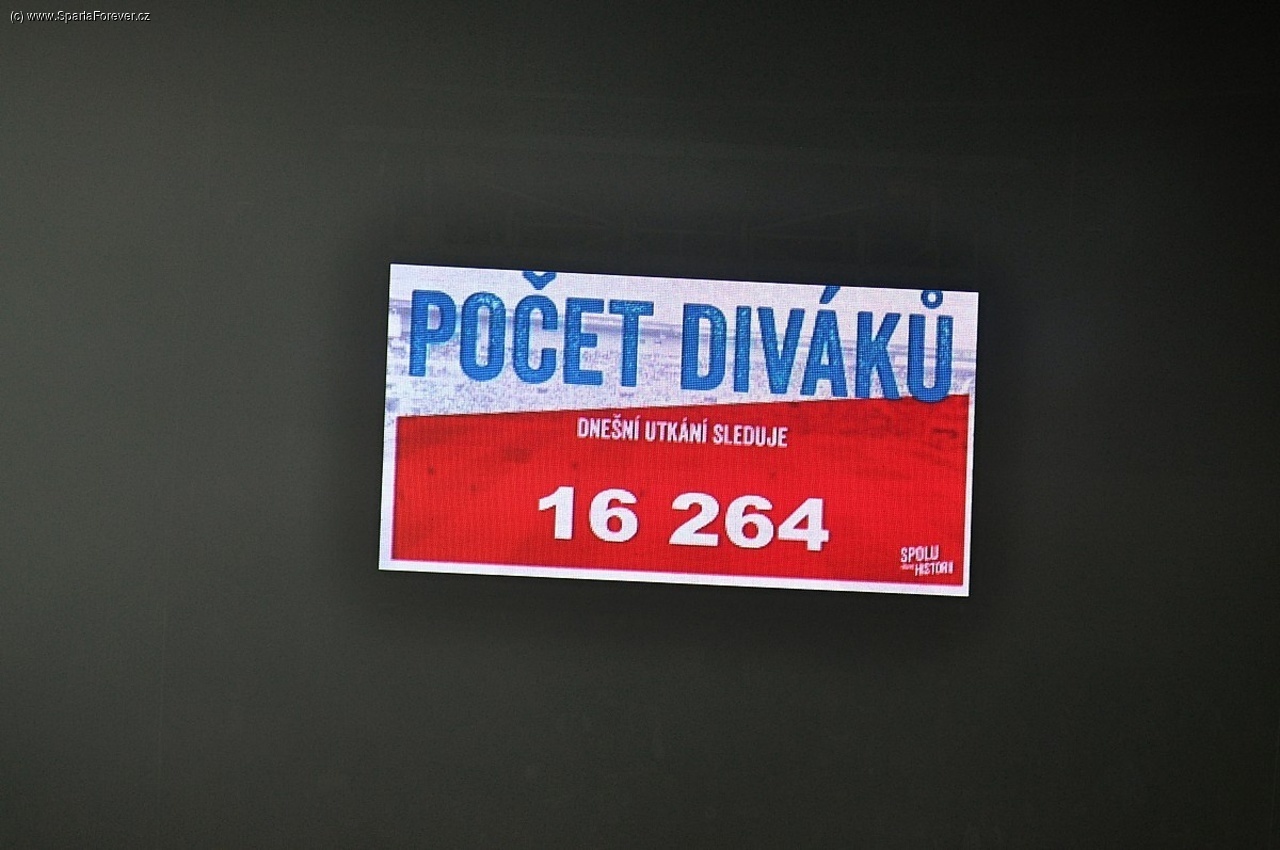 (c) www.SpartaForever.cz
POČET DIVÁKŮ
DNEŠNÍ UTKÁNÍ SLEDUJE
16 264
SPOLU
HISTORII